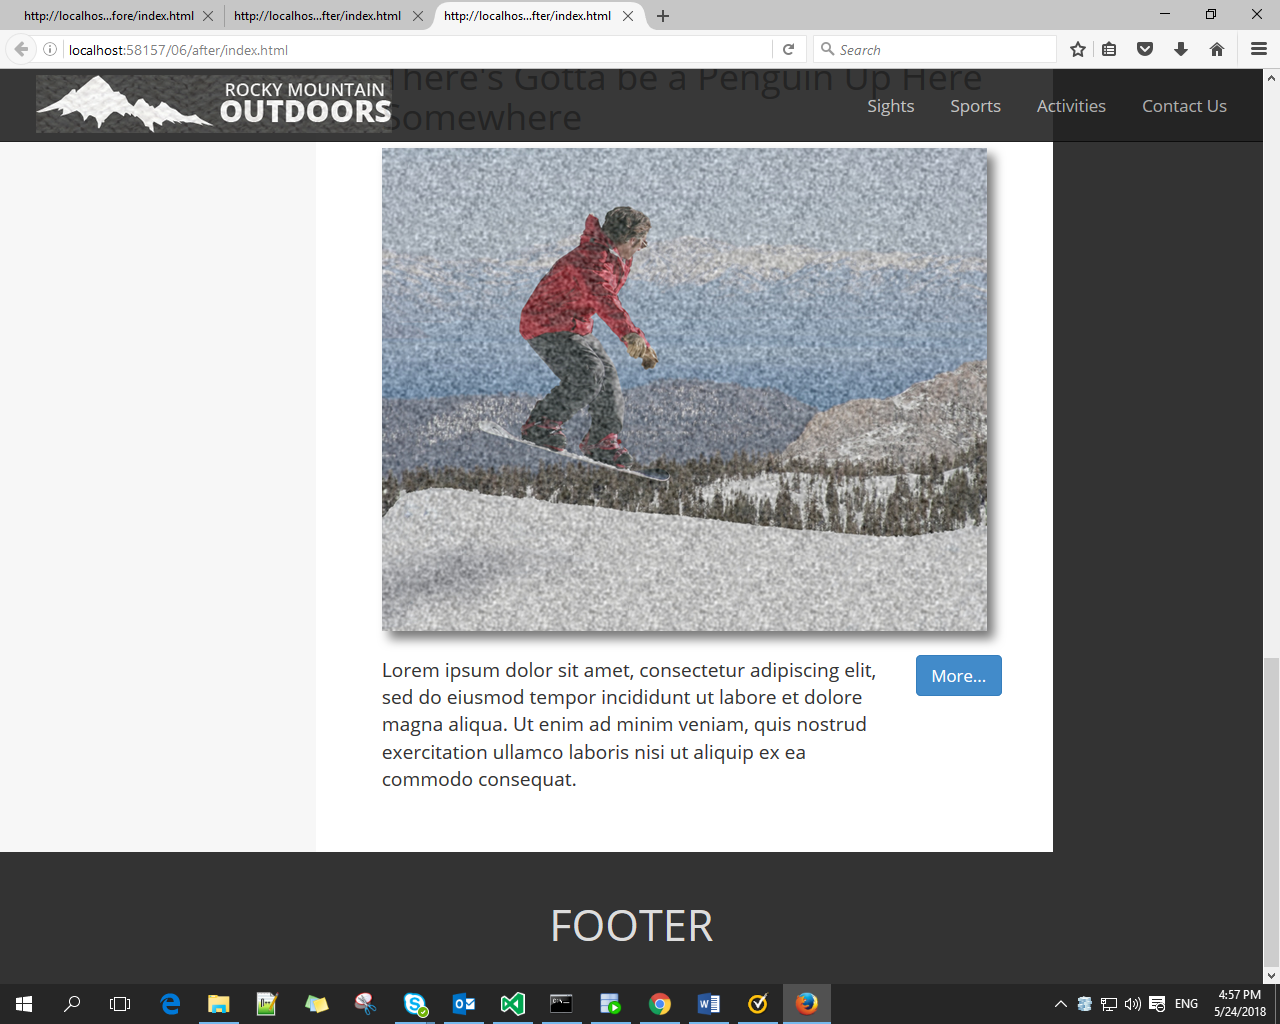 http://localhos...fore/index.html
http://localhos...fter/index.html
http://localhos...fter/index.html
localhost:58157/06/after/index.html
Search
ROCKY MOUNTAIN
OUTDOORS
Sights
Sports
Activities
Contact Us
There's Gotta be a Penguin Up Here
Somewhere
Lorem ipsum dolor sit amet, consectetur adipiscing elit,
sed do eiusmod tempor incididunt ut labore et dolore
magna aliqua. Ut enim ad minim veniam, quis nostrud
exercitation ullamco laboris nisi ut aliquip ex ea
commodo consequat.
More...
FOOTER
ENG
4:57 PM
5/24/2018